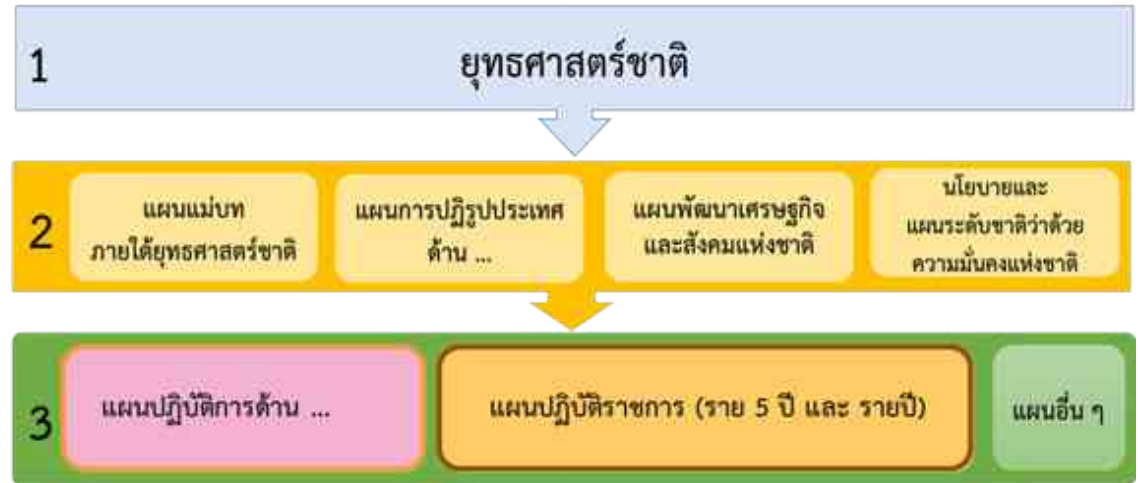 1
ยุทธศาสตร์ชาติ
2
แผนแม่บท
ภายใต้ยุทธศาสตร์ชาติ
แผนการปฏิรูปประเทศ
ด้าน ...
แผนพัฒนาเศรษฐกิจ
และสังคมแห่งชาติ
นโยบายและ
แผนระดับชาติว่าด้วย
ความมั่นคงแห่งชาติ
3
แผนปฏิบัติการด้าน ...
แผนปฏิบัติราชการ (ราย 5 ปี และ รายปี)
แผนอื่น ๆ